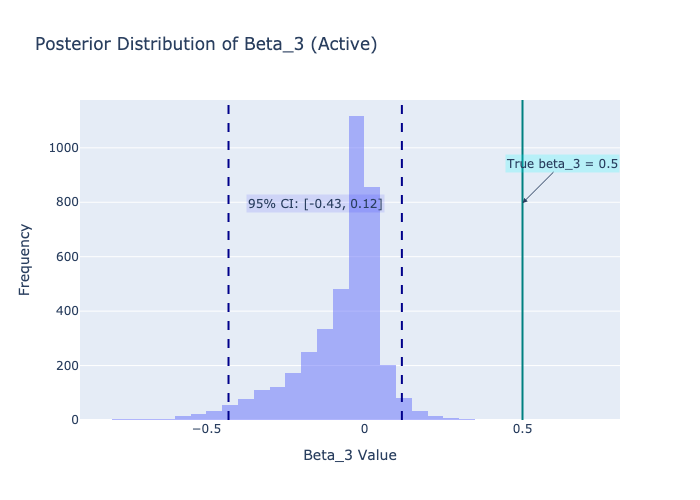 Posterior Distribution of Beta_3 (Active)
1000
800
600
400
200
0
Frequency
True beta_3 = 0.5
95% CI: [-0.43, 0.12]
−0.5
0
0.5
Beta_3 Value